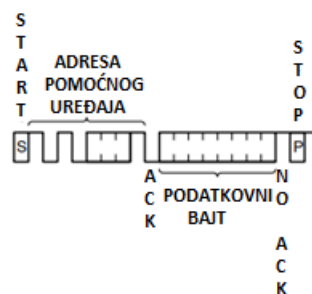 START
ADRESA
POMOĆNOG
UREĐAJA
STOP
S
P
ACK
PODATKOVNI
BAJT
NO ACK